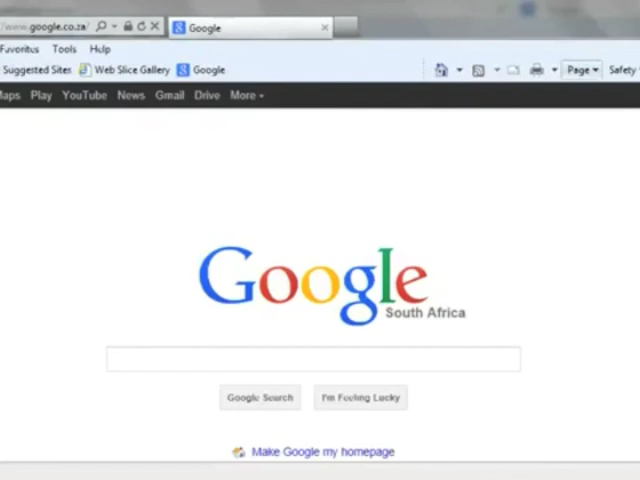 /www.google.co.za/
Google
Favorites Tools Help
Suggested Sites Web Slice Gallery Google
Page Safety
Maps Play YouTube News Gmail Drive More
Google
South Africa
Google Search I'm Feeling Lucky
Make Google my homepage